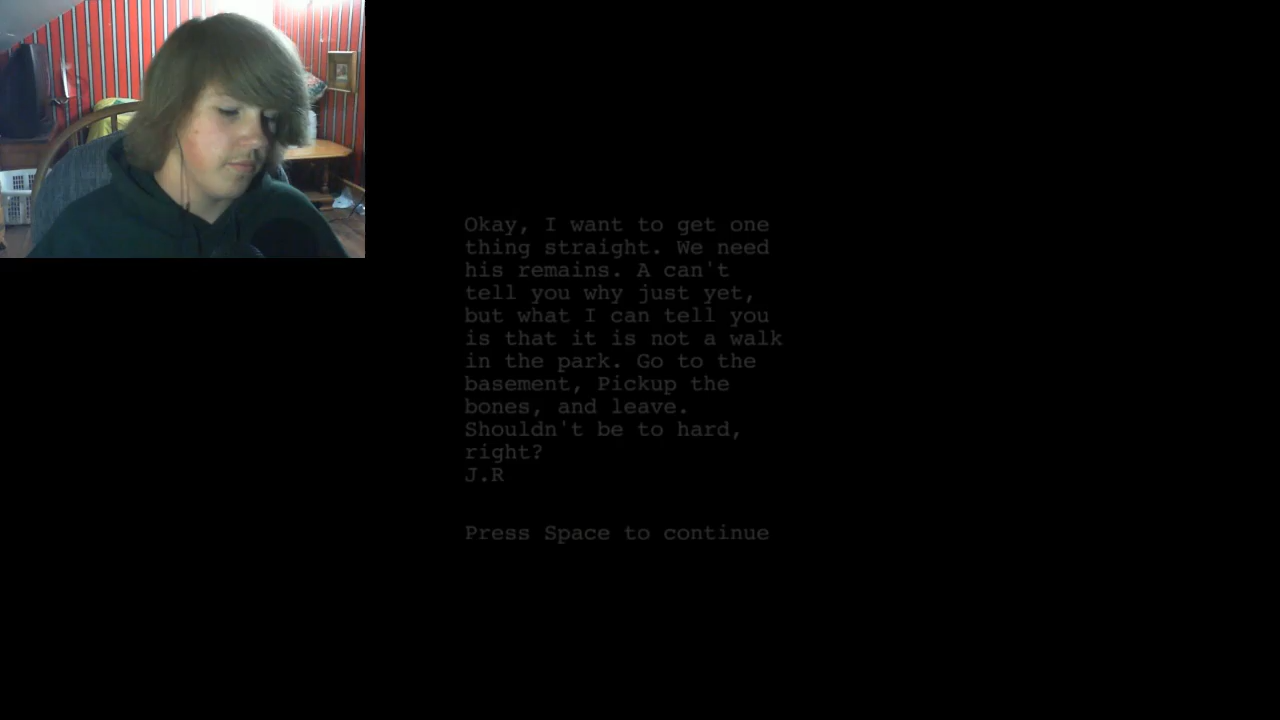 Okay, I want to get one
thing straight. We need
his remains. A can't
tell you why just yet,
but what I can tell you
is that it is not a walk
in the park. Go to the
basement, Pickup the
bones, and leave.
Shouldn't be to hard,
right?
J.R
Press Space to continue